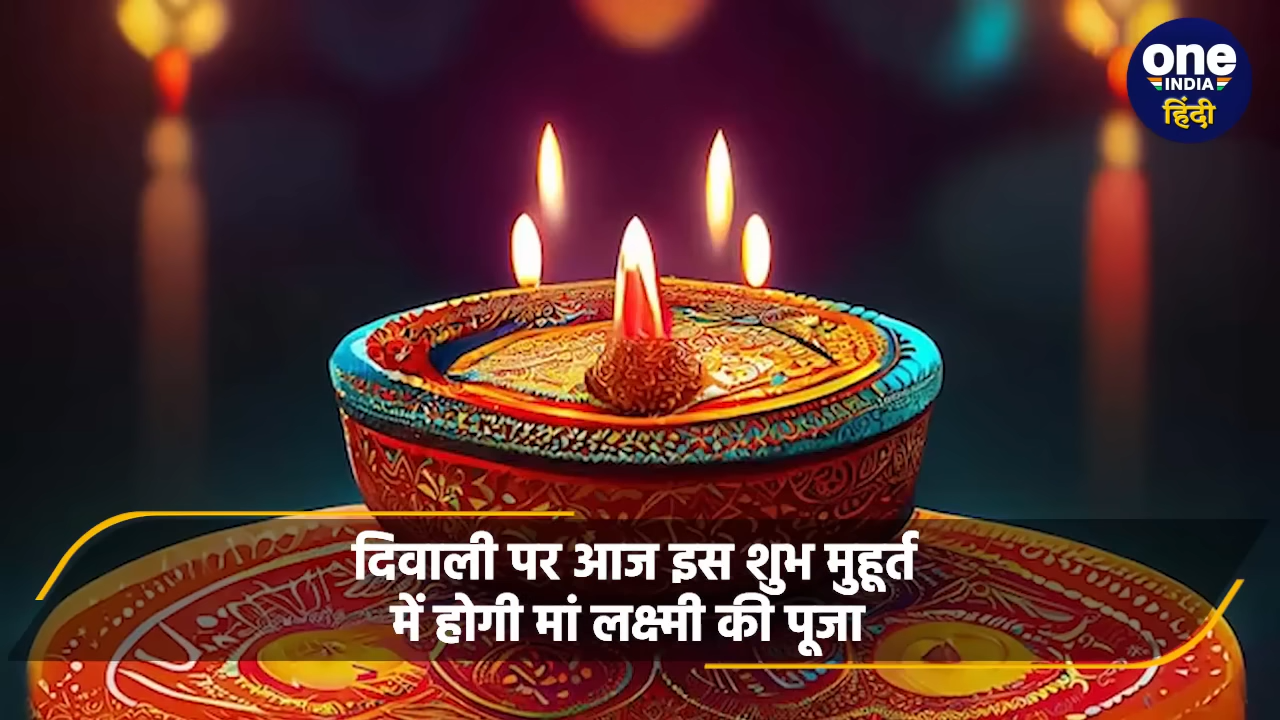 one
INDIA
हिंदी
दिवाली पर आज इस शुभ मुहूर्त
में होगी मां लक्ष्मी की पूजा